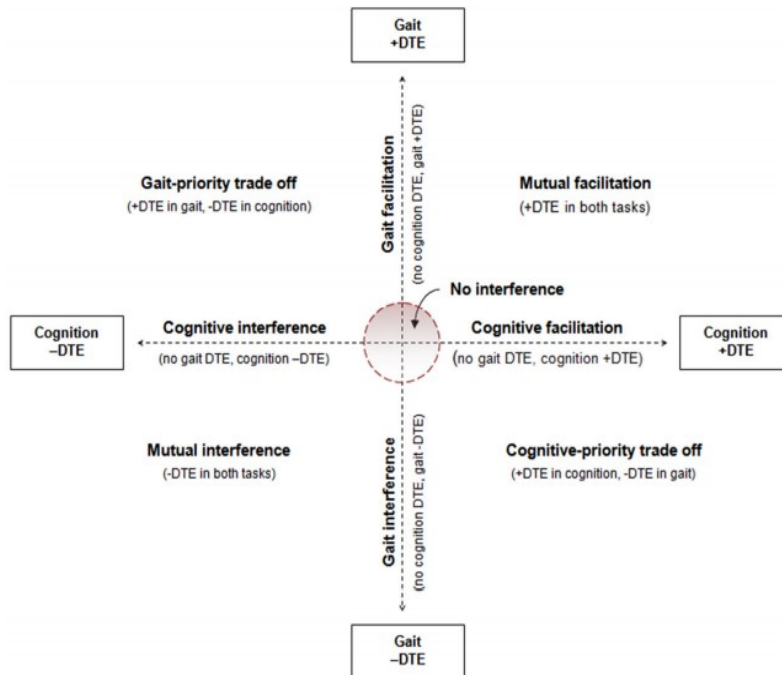 Gait
+DTE
Gait facilitation
(no cognition DTE, gait +DTE)
Gait-priority trade off
(+DTE in gait, -DTE in cognition)
Mutual facilitation
(+DTE in both tasks)
No interference
Cognition
–DTE
Cognitive interference
(no gait DTE, cognition –DTE)
Cognitive facilitation
(no gait DTE, cognition +DTE)
Cognition
+DTE
Mutual interference
(-DTE in both tasks)
Gait interference
(no cognition DTE, gait -DTE)
Cognitive-priority trade off
(+DTE in cognition, -DTE in gait)
Gait
–DTE